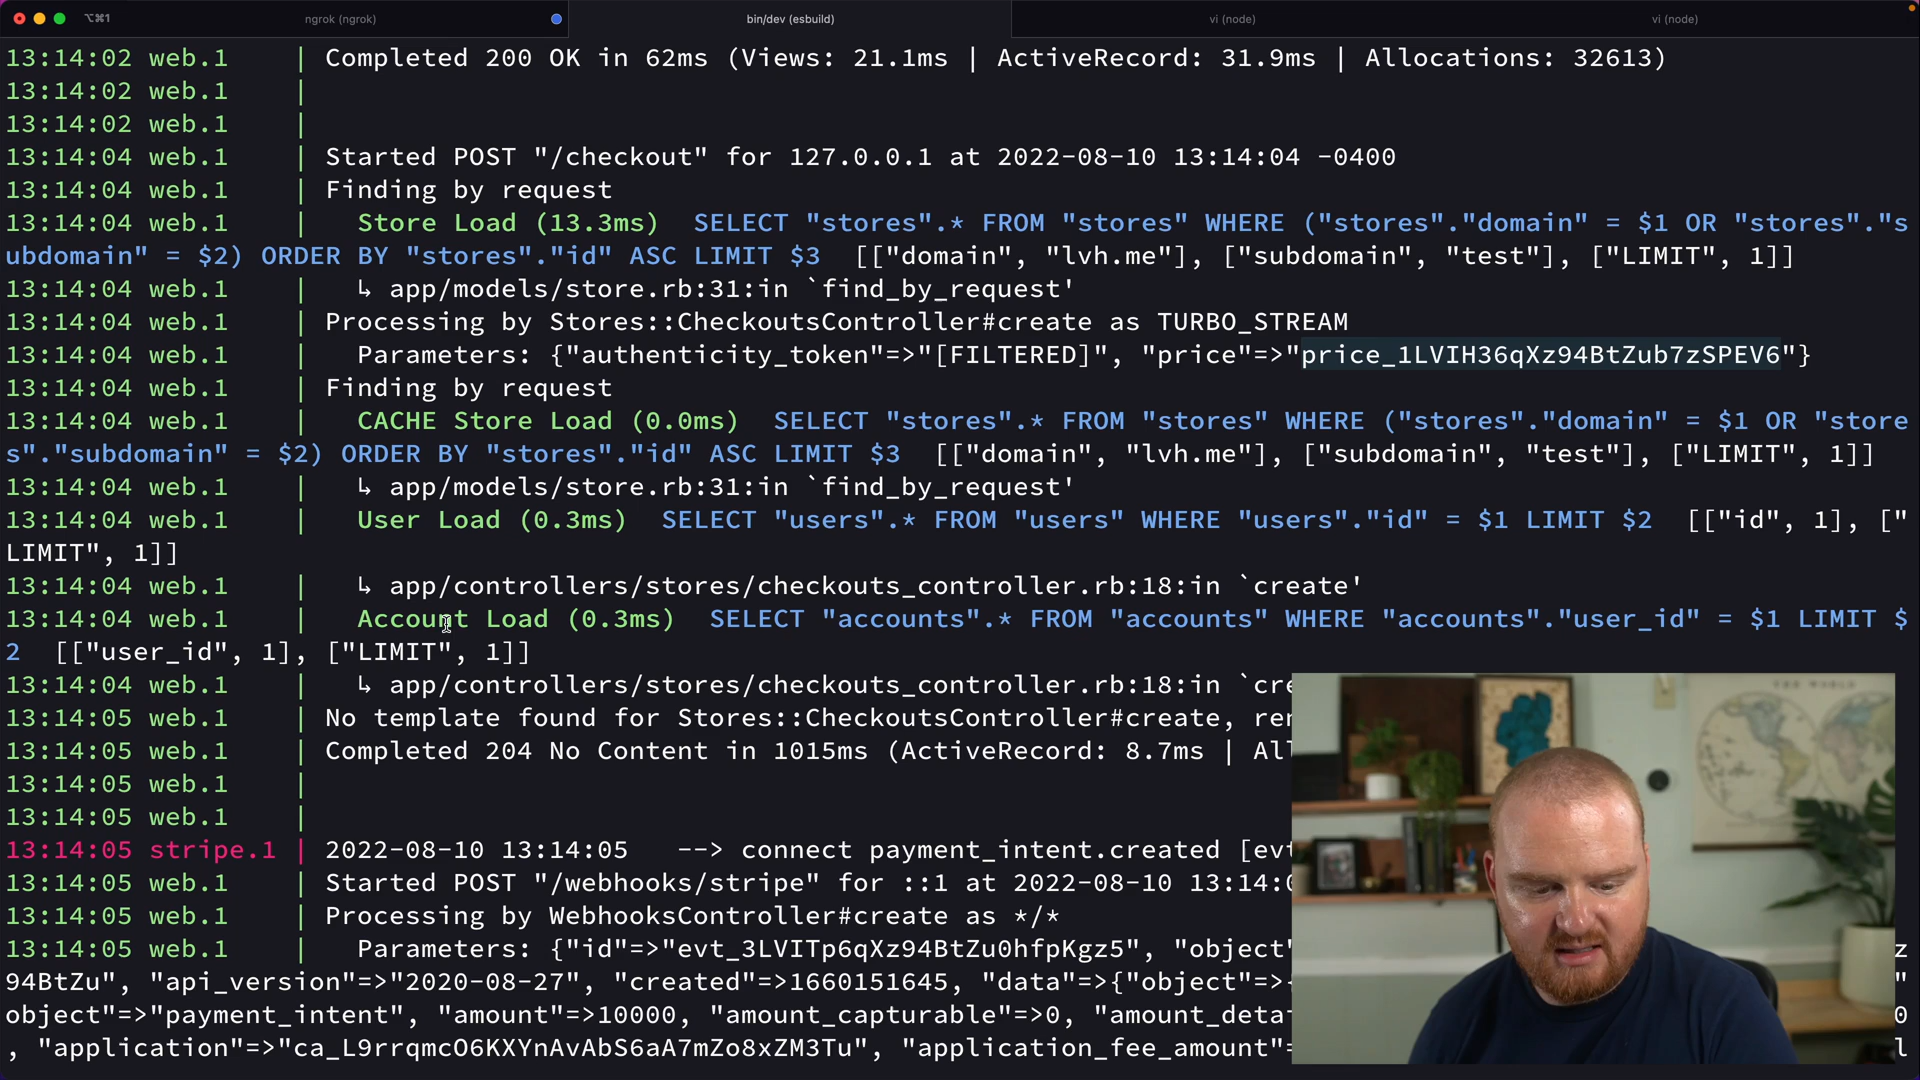 ⌥⌘1
ngrok (ngrok)
bin/dev (esbuild)
vi (node)
vi (node)
13:14:02 web.1 | Completed 200 OK in 62ms (Views: 21.1ms | ActiveRecord: 31.9ms | Allocations: 32613)
13:14:02 web.1 |
13:14:02 web.1 |
13:14:04 web.1 | Started POST "/checkout" for 127.0.0.1 at 2022-08-10 13:14:04 -0400
13:14:04 web.1 | Finding by request
13:14:04 web.1 | Store Load (13.3ms) SELECT "stores".* FROM "stores" WHERE ("stores"."domain" = $1 OR "stores"."s
ubdomain" = $2) ORDER BY "stores"."id" ASC LIMIT $3 [["domain", "lvh.me"], ["subdomain", "test"], ["LIMIT", 1]]
13:14:04 web.1 | ↳ app/models/store.rb:31:in `find_by_request'
13:14:04 web.1 | Processing by Stores::CheckoutsController#create as TURBO_STREAM
13:14:04 web.1 | Parameters: {"authenticity_token"=>"[FILTERED]", "price"=>"price_1LVIH36qXz94BtZub7zSPEV6"}
13:14:04 web.1 | Finding by request
13:14:04 web.1 | CACHE Store Load (0.0ms) SELECT "stores".* FROM "stores" WHERE ("stores"."domain" = $1 OR "store
s"."subdomain" = $2) ORDER BY "stores"."id" ASC LIMIT $3 [["domain", "lvh.me"], ["subdomain", "test"], ["LIMIT", 1]]
13:14:04 web.1 | ↳ app/models/store.rb:31:in `find_by_request'
13:14:04 web.1 | User Load (0.3ms) SELECT "users".* FROM "users" WHERE "users"."id" = $1 LIMIT $2 [["id", 1], ["
LIMIT", 1]]
13:14:04 web.1 | ↳ app/controllers/stores/checkouts_controller.rb:18:in `create'
13:14:04 web.1 | Account Load (0.3ms) SELECT "accounts".* FROM "accounts" WHERE "accounts"."user_id" = $1 LIMIT $
2 [["user_id", 1], ["LIMIT", 1]]
13:14:04 web.1 | ↳ app/controllers/stores/checkouts_controller.rb:18:in `cre
13:14:05 web.1 | No template found for Stores::CheckoutsController#create, ren
13:14:05 web.1 | Completed 204 No Content in 1015ms (ActiveRecord: 8.7ms | All
13:14:05 web.1 |
13:14:05 web.1 |
13:14:05 stripe.1 | 2022-08-10 13:14:05 --> connect payment_intent.created [evt
13:14:05 web.1 | Started POST "/webhooks/stripe" for ::1 at 2022-08-10 13:14:0
13:14:05 web.1 | Processing by WebhooksController#create as */*
13:14:05 web.1 | Parameters: {"id"=>"evt_3LVITp6qXz94BtZu0hfpKgz5", "object" z
94BtZu", "api_version"=>"2020-08-27", "created"=>1660151645, "data"=>{"object"=>{ "
object"=>"payment_intent", "amount"=>10000, "amount_capturable"=>0, "amount_deta 0
, "application"=>"ca_L9rrqmcO6KXYnAvAbS6aA7mZo8xZM3Tu", "application_fee_amount"= l
THE WORLD